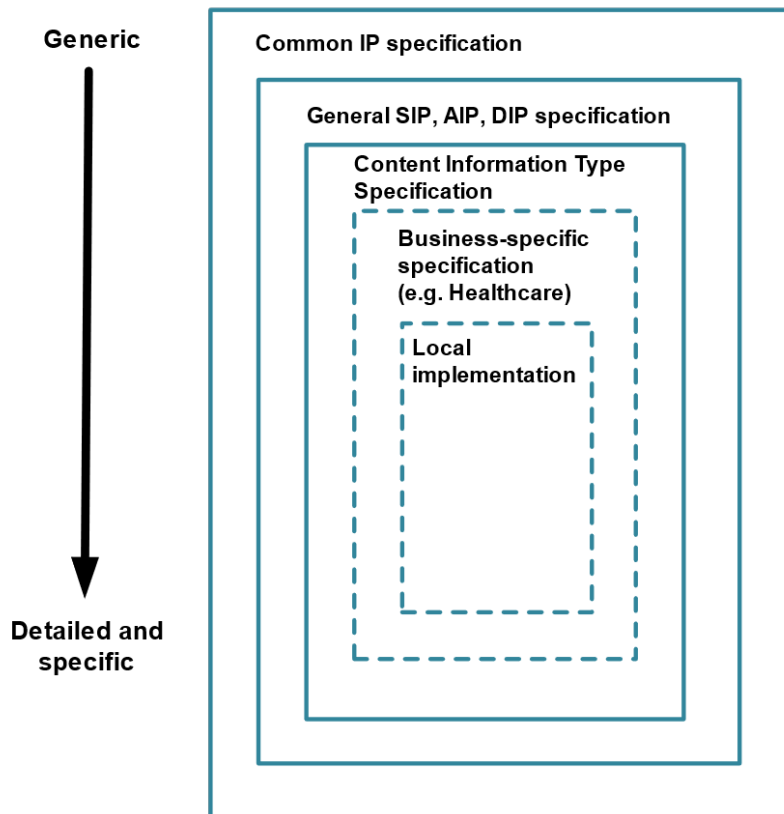 Generic
Common IP specification
General SIP, AIP, DIP specification
Content Information Type
Specification
Business-specific
specification
(e.g. Healthcare)
Local
implementation
Detailed and
specific